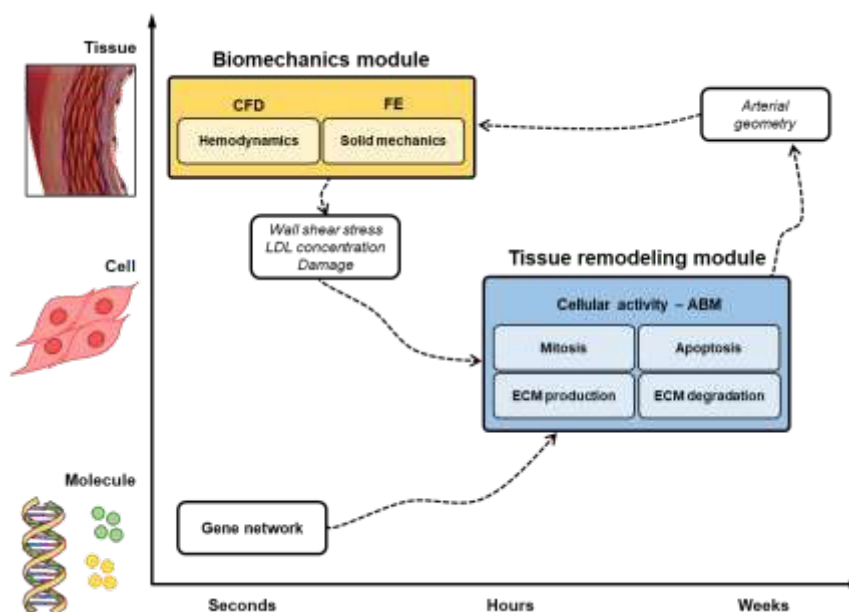 Tissue
Biomechanics module
CFD
FE
Hemodynamics
Solid mechanics
Arterial
geometry
Wall shear stress
LDL concentration
Damage
Cell
Tissue remodeling module
Cellular activity – ABM
Mitosis
Apoptosis
ECM production
ECM degradation
Molecule
Gene network
Seconds
Hours
Weeks